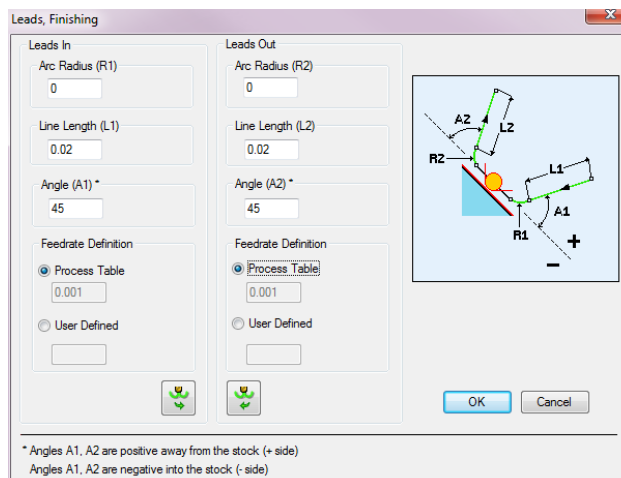 Leads, Finishing
X
Leads In
Arc Radius (R1)
0
Line Length (L1)
0.02
Angle (A1) *
45
Feedrate Definition
Process Table
0.001
User Defined
Leads Out
Arc Radius (R2)
0
Line Length (L2)
0.02
Angle (A2) *
45
Feedrate Definition
Process Table
0.001
User Defined
A2
L2
R2
L1
A1
R1
+
−
OK
Cancel
* Angles A1, A2 are positive away from the stock (+ side)
Angles A1, A2 are negative into the stock (- side)